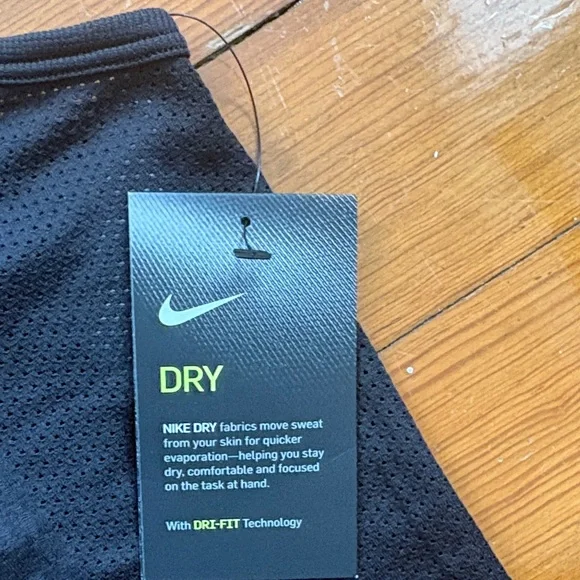 DRY
NIKE DRY fabrics move sweat
from your skin for quicker
evaporation—helping you stay
dry, comfortable and focused
on the task at hand.
With DRI-FIT Technology